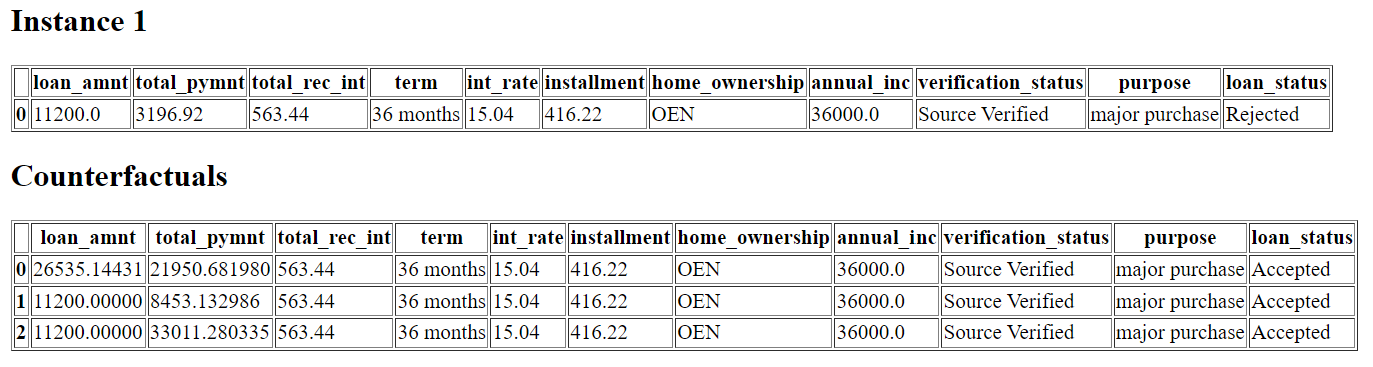 Instance 1
loan_amnt total_pymnt total_rec_int term int_rate installment home_ownership annual_inc verification_status purpose loan_status
0 11200.0 3196.92 563.44 36 months 15.04 416.22 OEN 36000.0 Source Verified major purchase Rejected
Counterfactuals
loan_amnt total_pymnt total_rec_int term int_rate installment home_ownership annual_inc verification_status purpose loan_status
0 26535.14431 21950.681980 563.44 36 months 15.04 416.22 OEN 36000.0 Source Verified major purchase Accepted
1 11200.00000 8453.132986 563.44 36 months 15.04 416.22 OEN 36000.0 Source Verified major purchase Accepted
2 11200.00000 33011.280335 563.44 36 months 15.04 416.22 OEN 36000.0 Source Verified major purchase Accepted